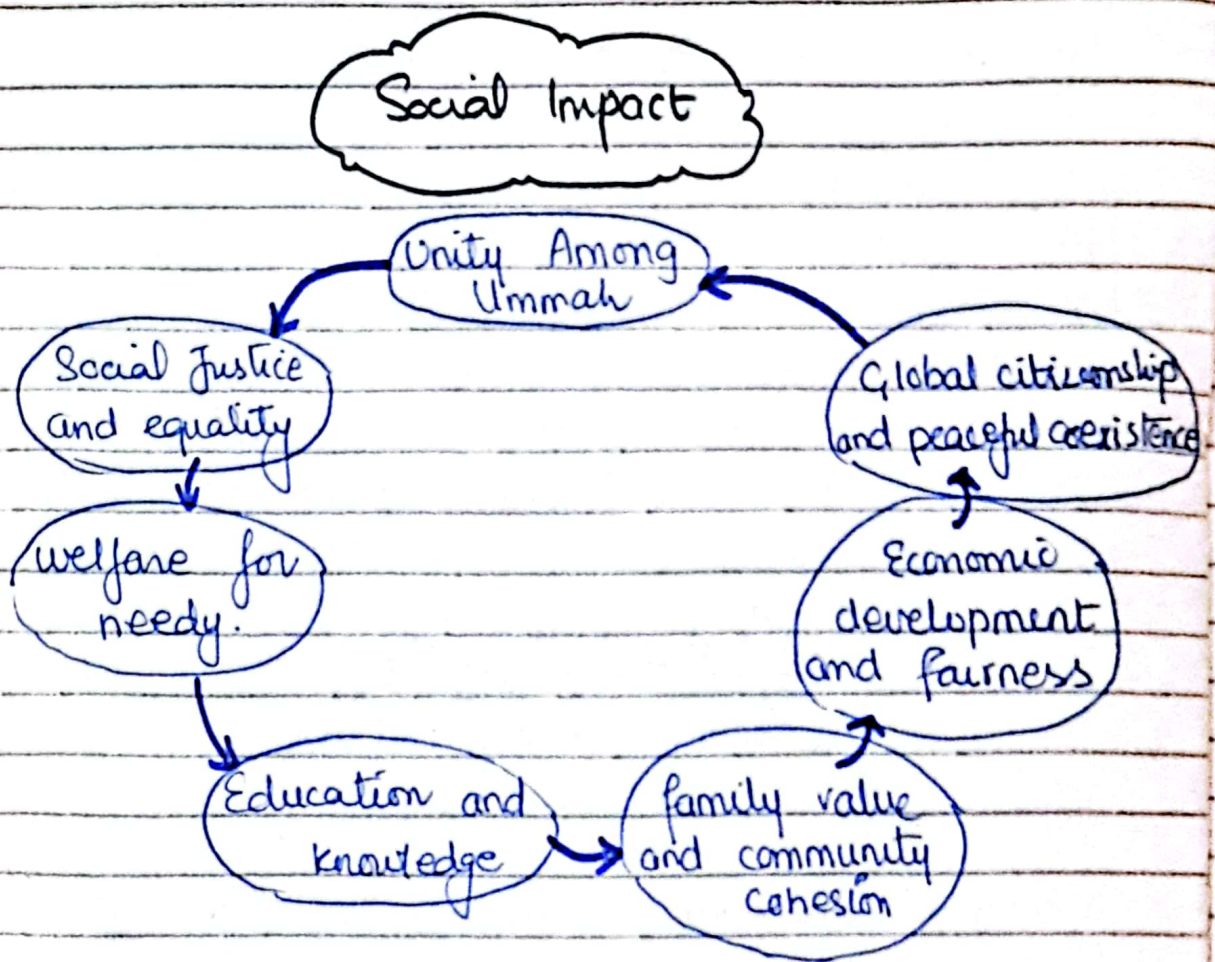 Social Impact
Unity Among
Ummah
Social Justice
and equality
welfare for
needy.
Education and
knowledge
family value
and community
cohesion
Economic
development
and fairness
Global citizenship
and peaceful coexistence